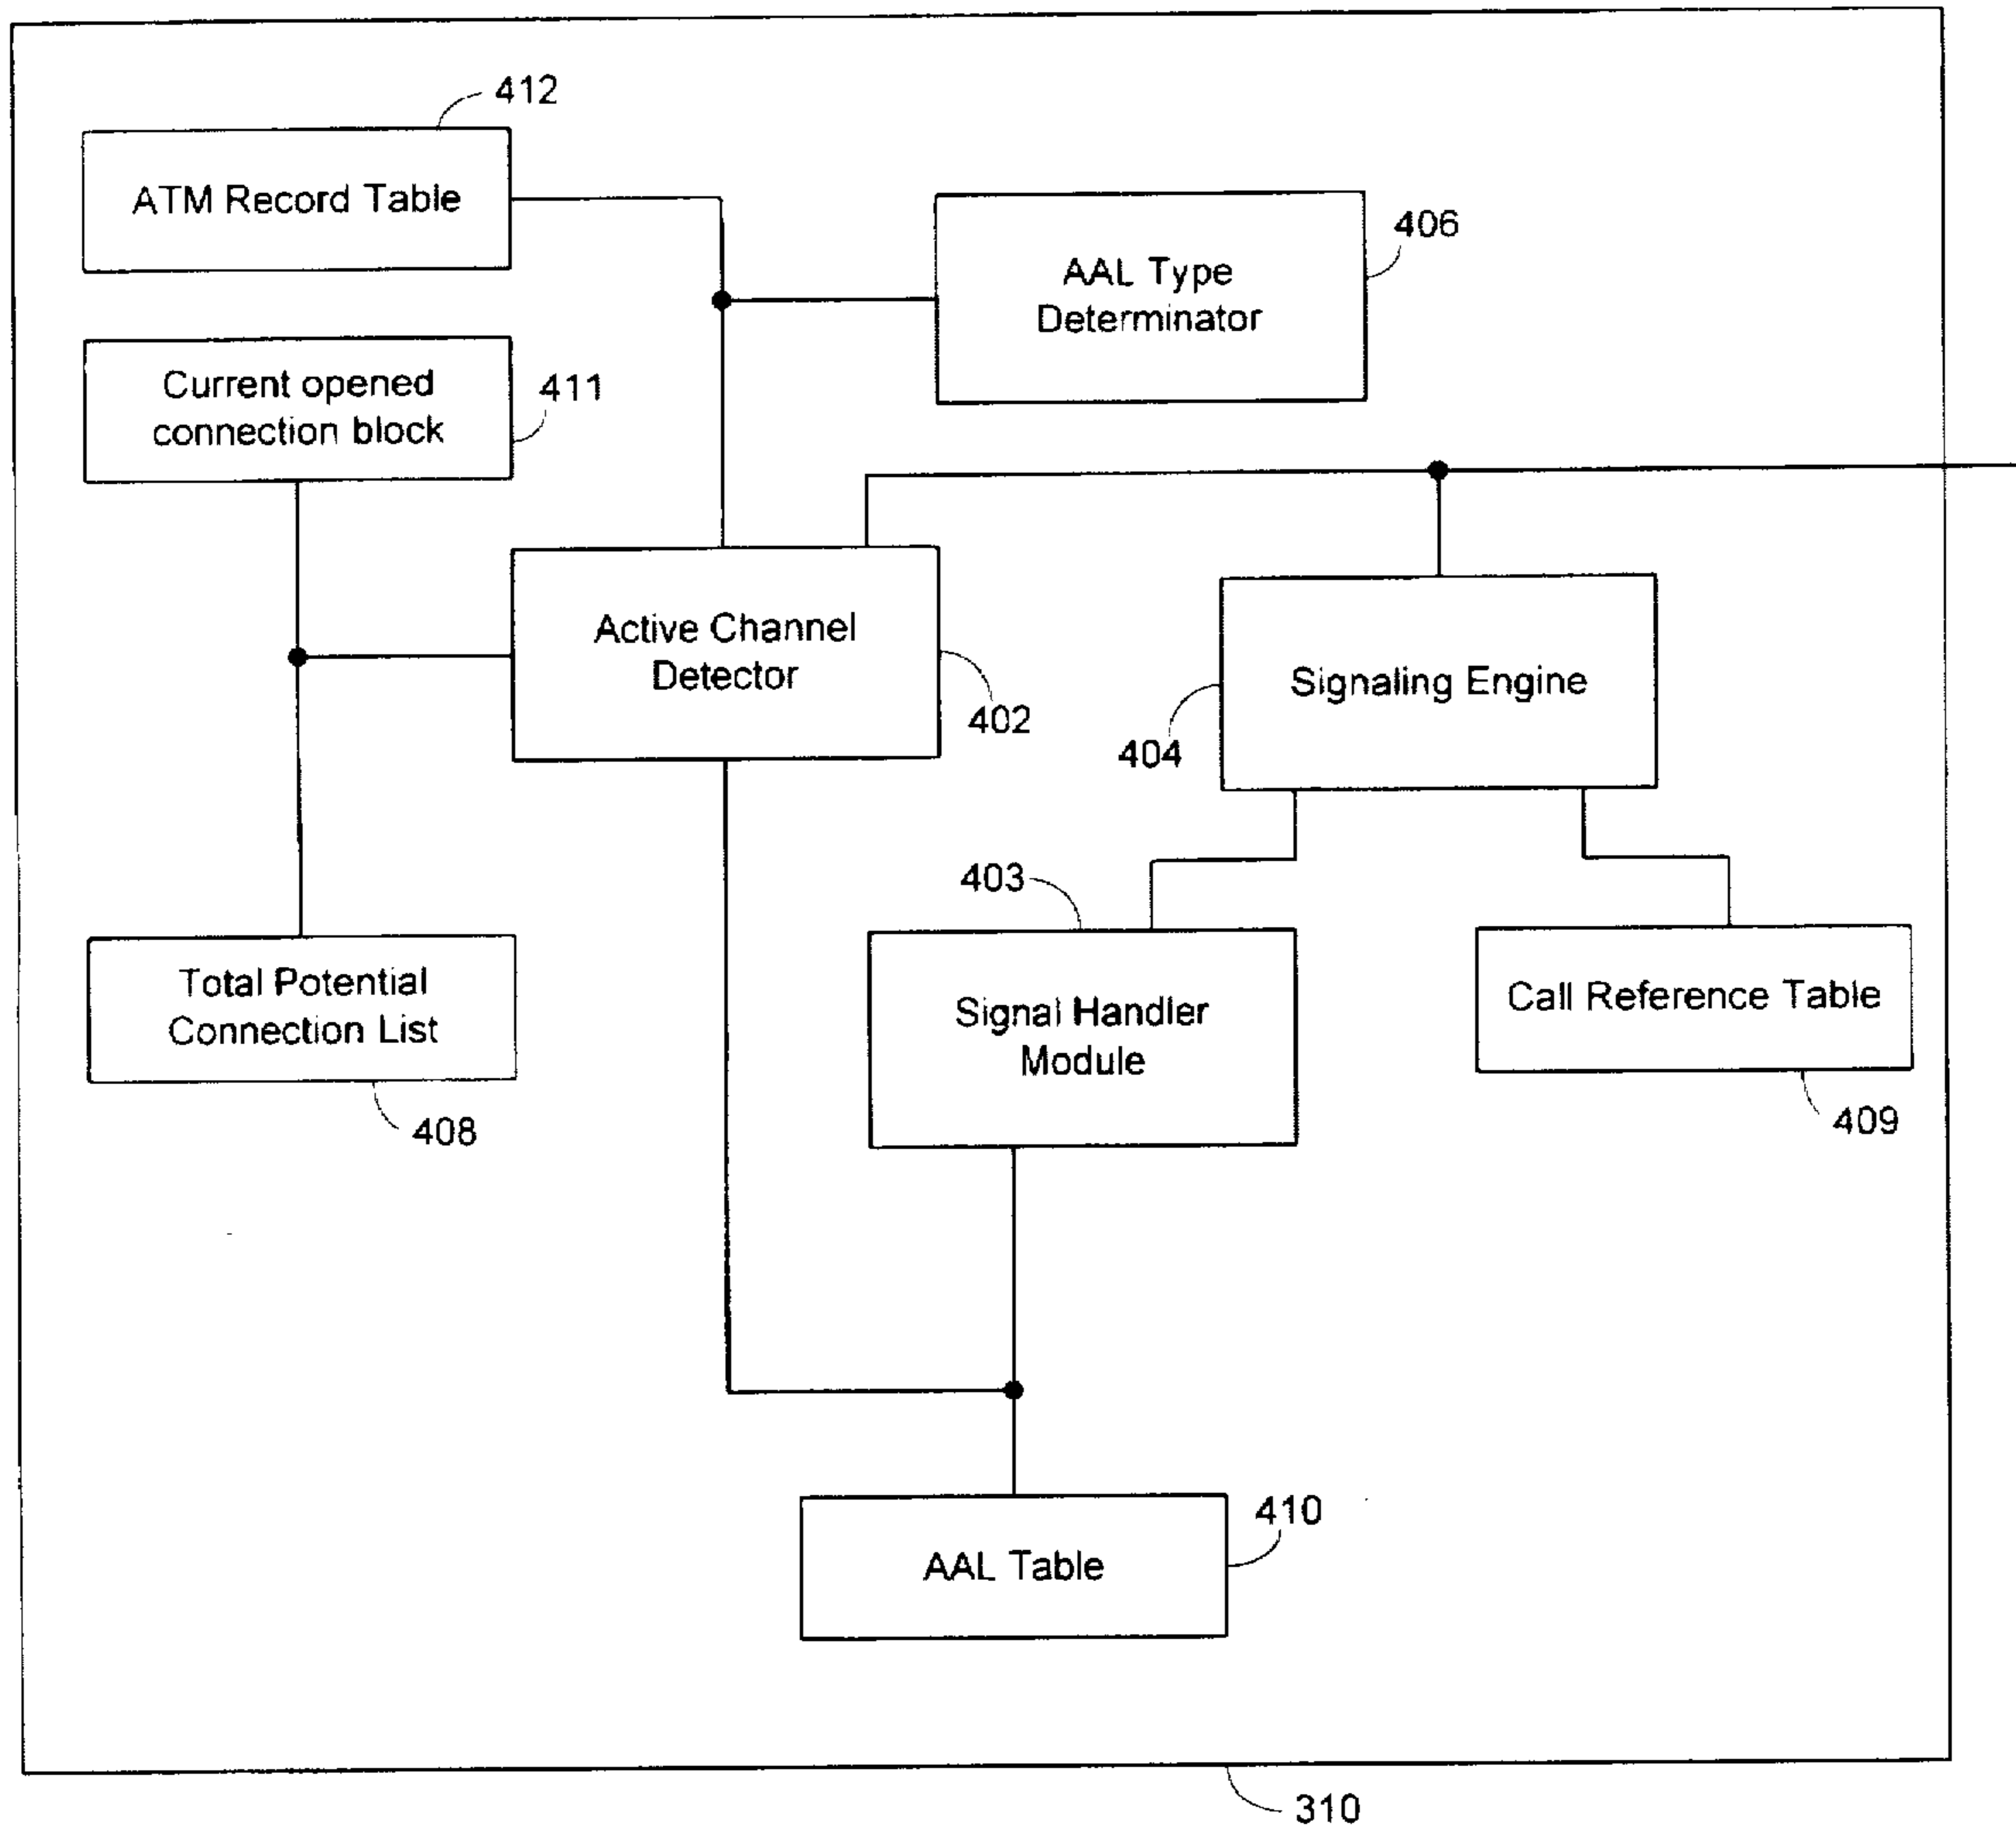 412
ATM Record Table
406
AAL Type
Determinator
Current opened
connection block
411
Active Channel
Detector
402
Signaling Engine
404
403
Total Potential
Connection List
408
Signal Handler
Module
Call Reference Table
409
410
AAL Table
310